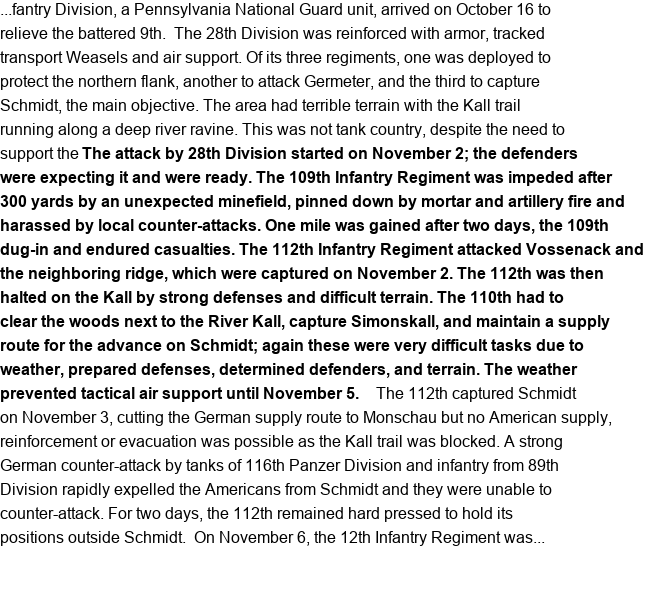 ...fantry Division, a Pennsylvania National Guard unit, arrived on October 16 to
relieve the battered 9th.  The 28th Division was reinforced with armor, tracked
transport Weasels and air support. Of its three regiments, one was deployed to
protect the northern flank, another to attack Germeter, and the third to capture
Schmidt, the main objective. The area had terrible terrain with the Kall trail
running along a deep river ravine. This was not tank country, despite the need to
support the The attack by 28th Division started on November 2; the defenders
were expecting it and were ready. The 109th Infantry Regiment was impeded after
300 yards by an unexpected minefield, pinned down by mortar and artillery fire and
harassed by local counter-attacks. One mile was gained after two days, the 109th
dug-in and endured casualties. The 112th Infantry Regiment attacked Vossenack and
the neighboring ridge, which were captured on November 2. The 112th was then
halted on the Kall by strong defenses and difficult terrain. The 110th had to
clear the woods next to the River Kall, capture Simonskall, and maintain a supply
route for the advance on Schmidt; again these were very difficult tasks due to
weather, prepared defenses, determined defenders, and terrain. The weather
prevented tactical air support until November 5.    The 112th captured Schmidt
on November 3, cutting the German supply route to Monschau but no American supply,
reinforcement or evacuation was possible as the Kall trail was blocked. A strong
German counter-attack by tanks of 116th Panzer Division and infantry from 89th
Division rapidly expelled the Americans from Schmidt and they were unable to
counter-attack. For two days, the 112th remained hard pressed to hold its
positions outside Schmidt.  On November 6, the 12th Infantry Regiment was...